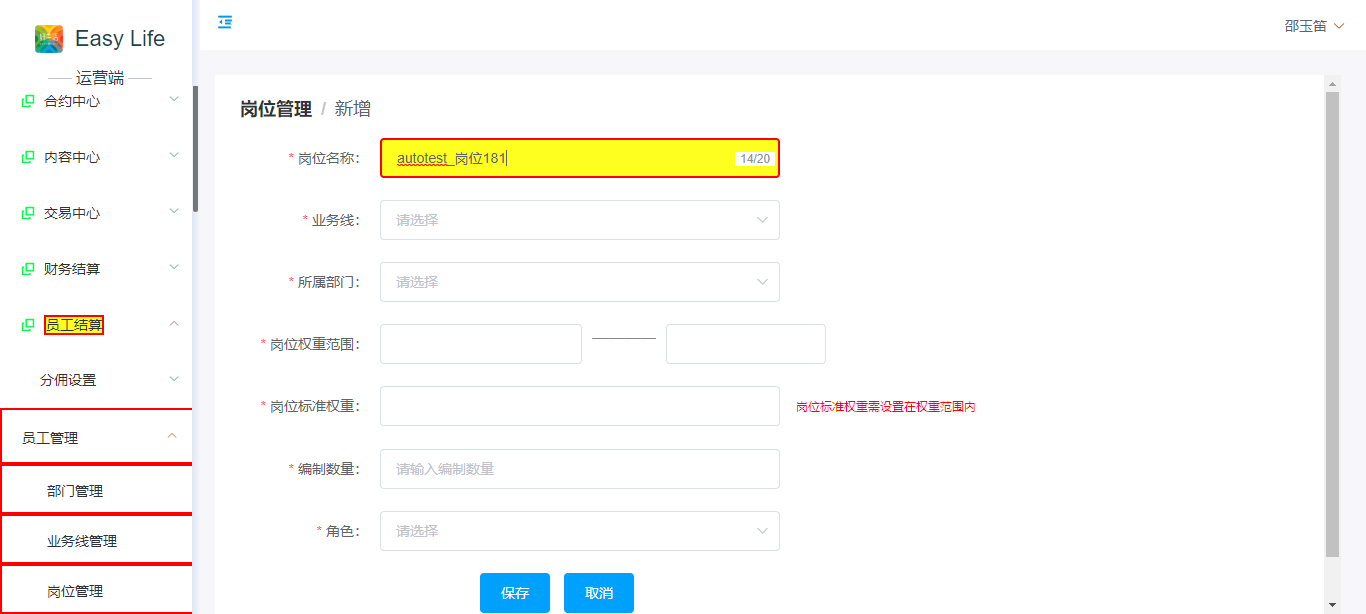 Easy Life
运营端
合约中心
内容中心
交易中心
财务结算
员工结算
分佣设置
员工管理
部门管理
业务线管理
岗位管理
邵玉笛
岗位管理 / 新增
*岗位名称: autotest_岗位181 14/20
*业务线: 请选择
*所属部门: 请选择
*岗位权重范围:
*岗位标准权重: 岗位标准权重需设置在权重范围内
*编制数量: 请输入编制数量
*角色: 请选择
保存 取消